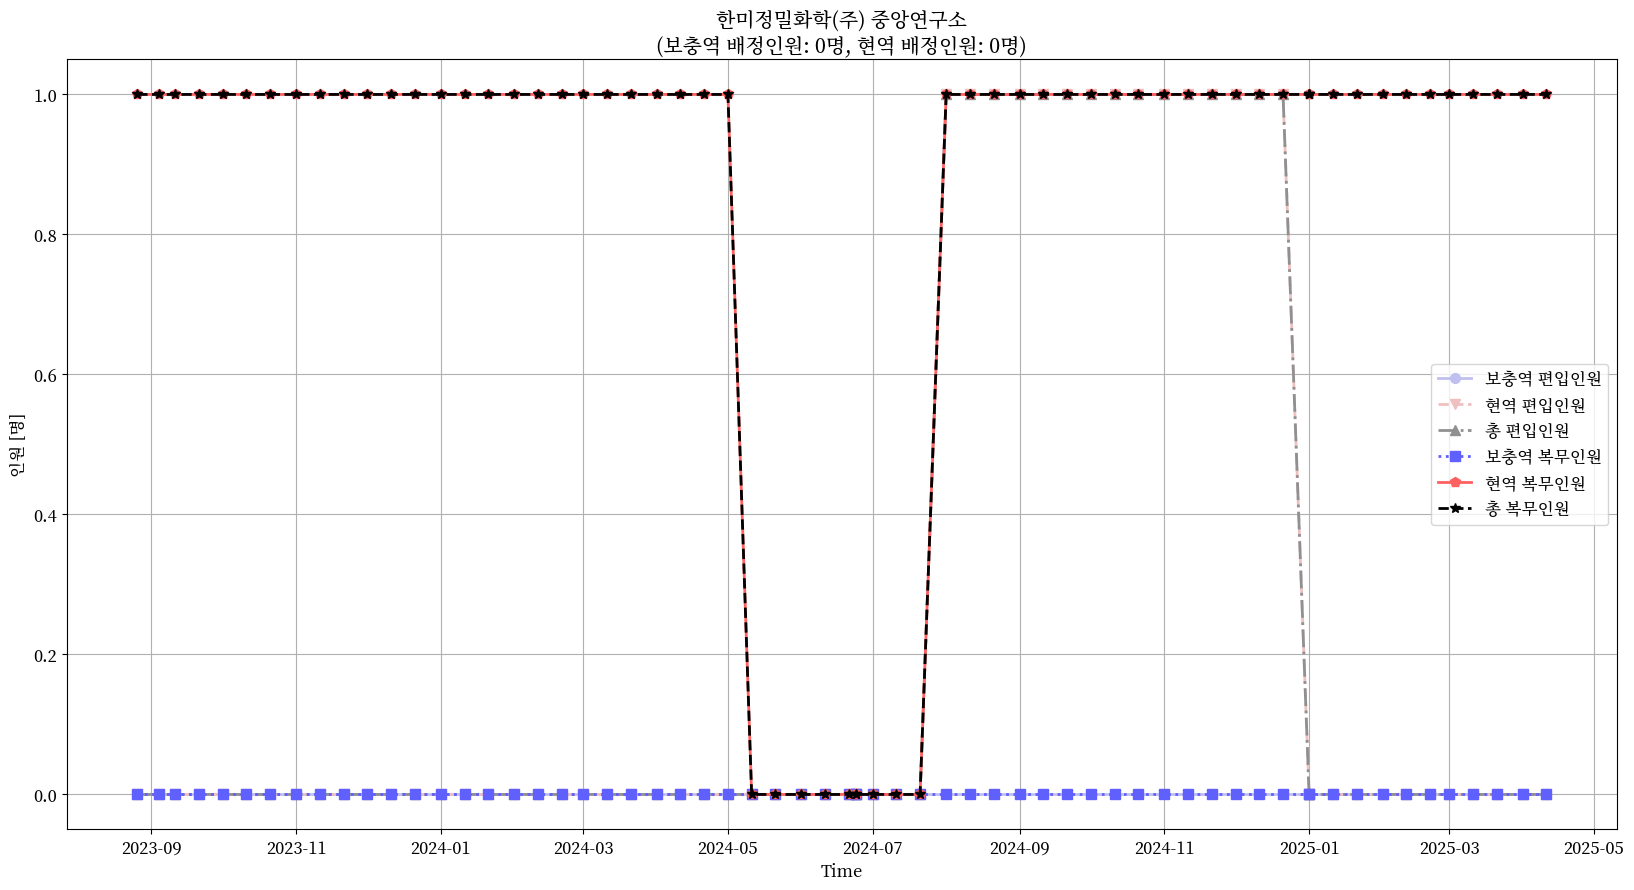 한미정밀화학(주) 중앙연구소
(보충역 배정인원: 0명, 현역 배정인원: 0명)
1.0
0.8
0.6
0.4
0.2
0.0
인원 [명]
보충역 편입인원
현역 편입인원
총 편입인원
보충역 복무인원
현역 복무인원
총 복무인원
2023-09
2023-11
2024-01
2024-03
2024-05
2024-07
2024-09
2024-11
2025-01
2025-03
2025-05
Time